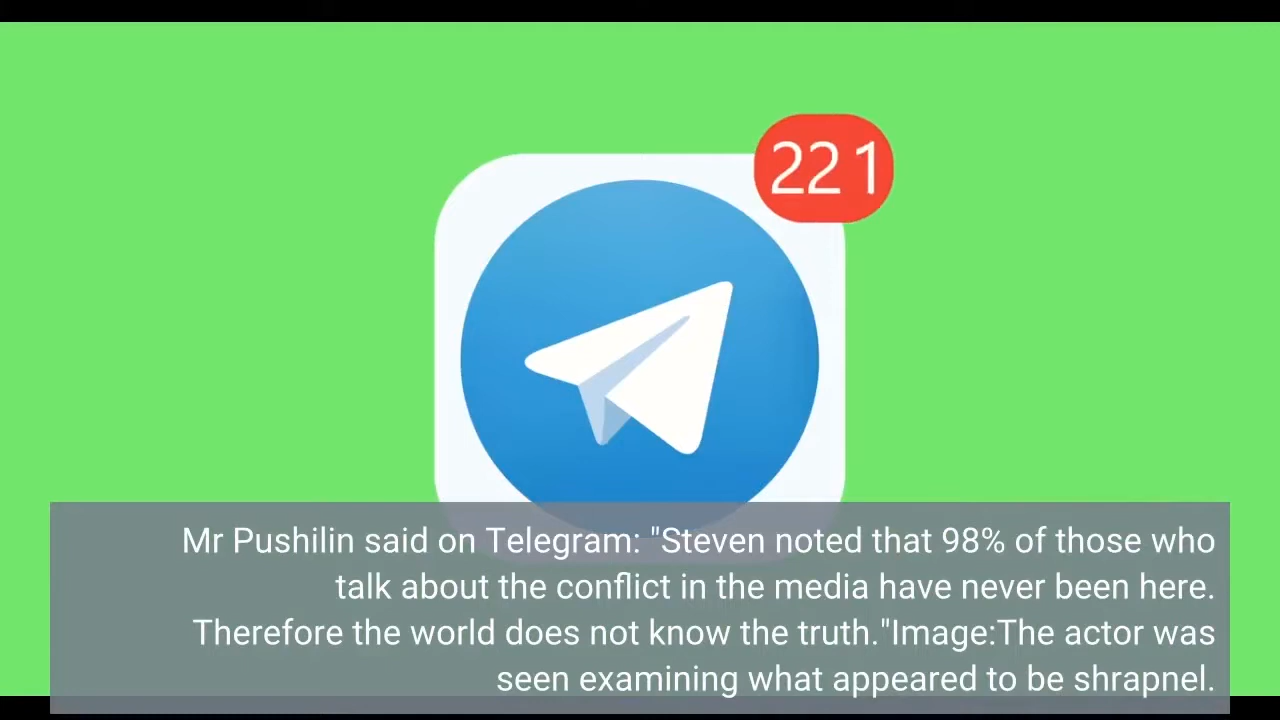 221
Mr Pushilin said on Telegram: "Steven noted that 98% of those who
talk about the conflict in the media have never been here.
Therefore the world does not know the truth."Image:The actor was
seen examining what appeared to be shrapnel.